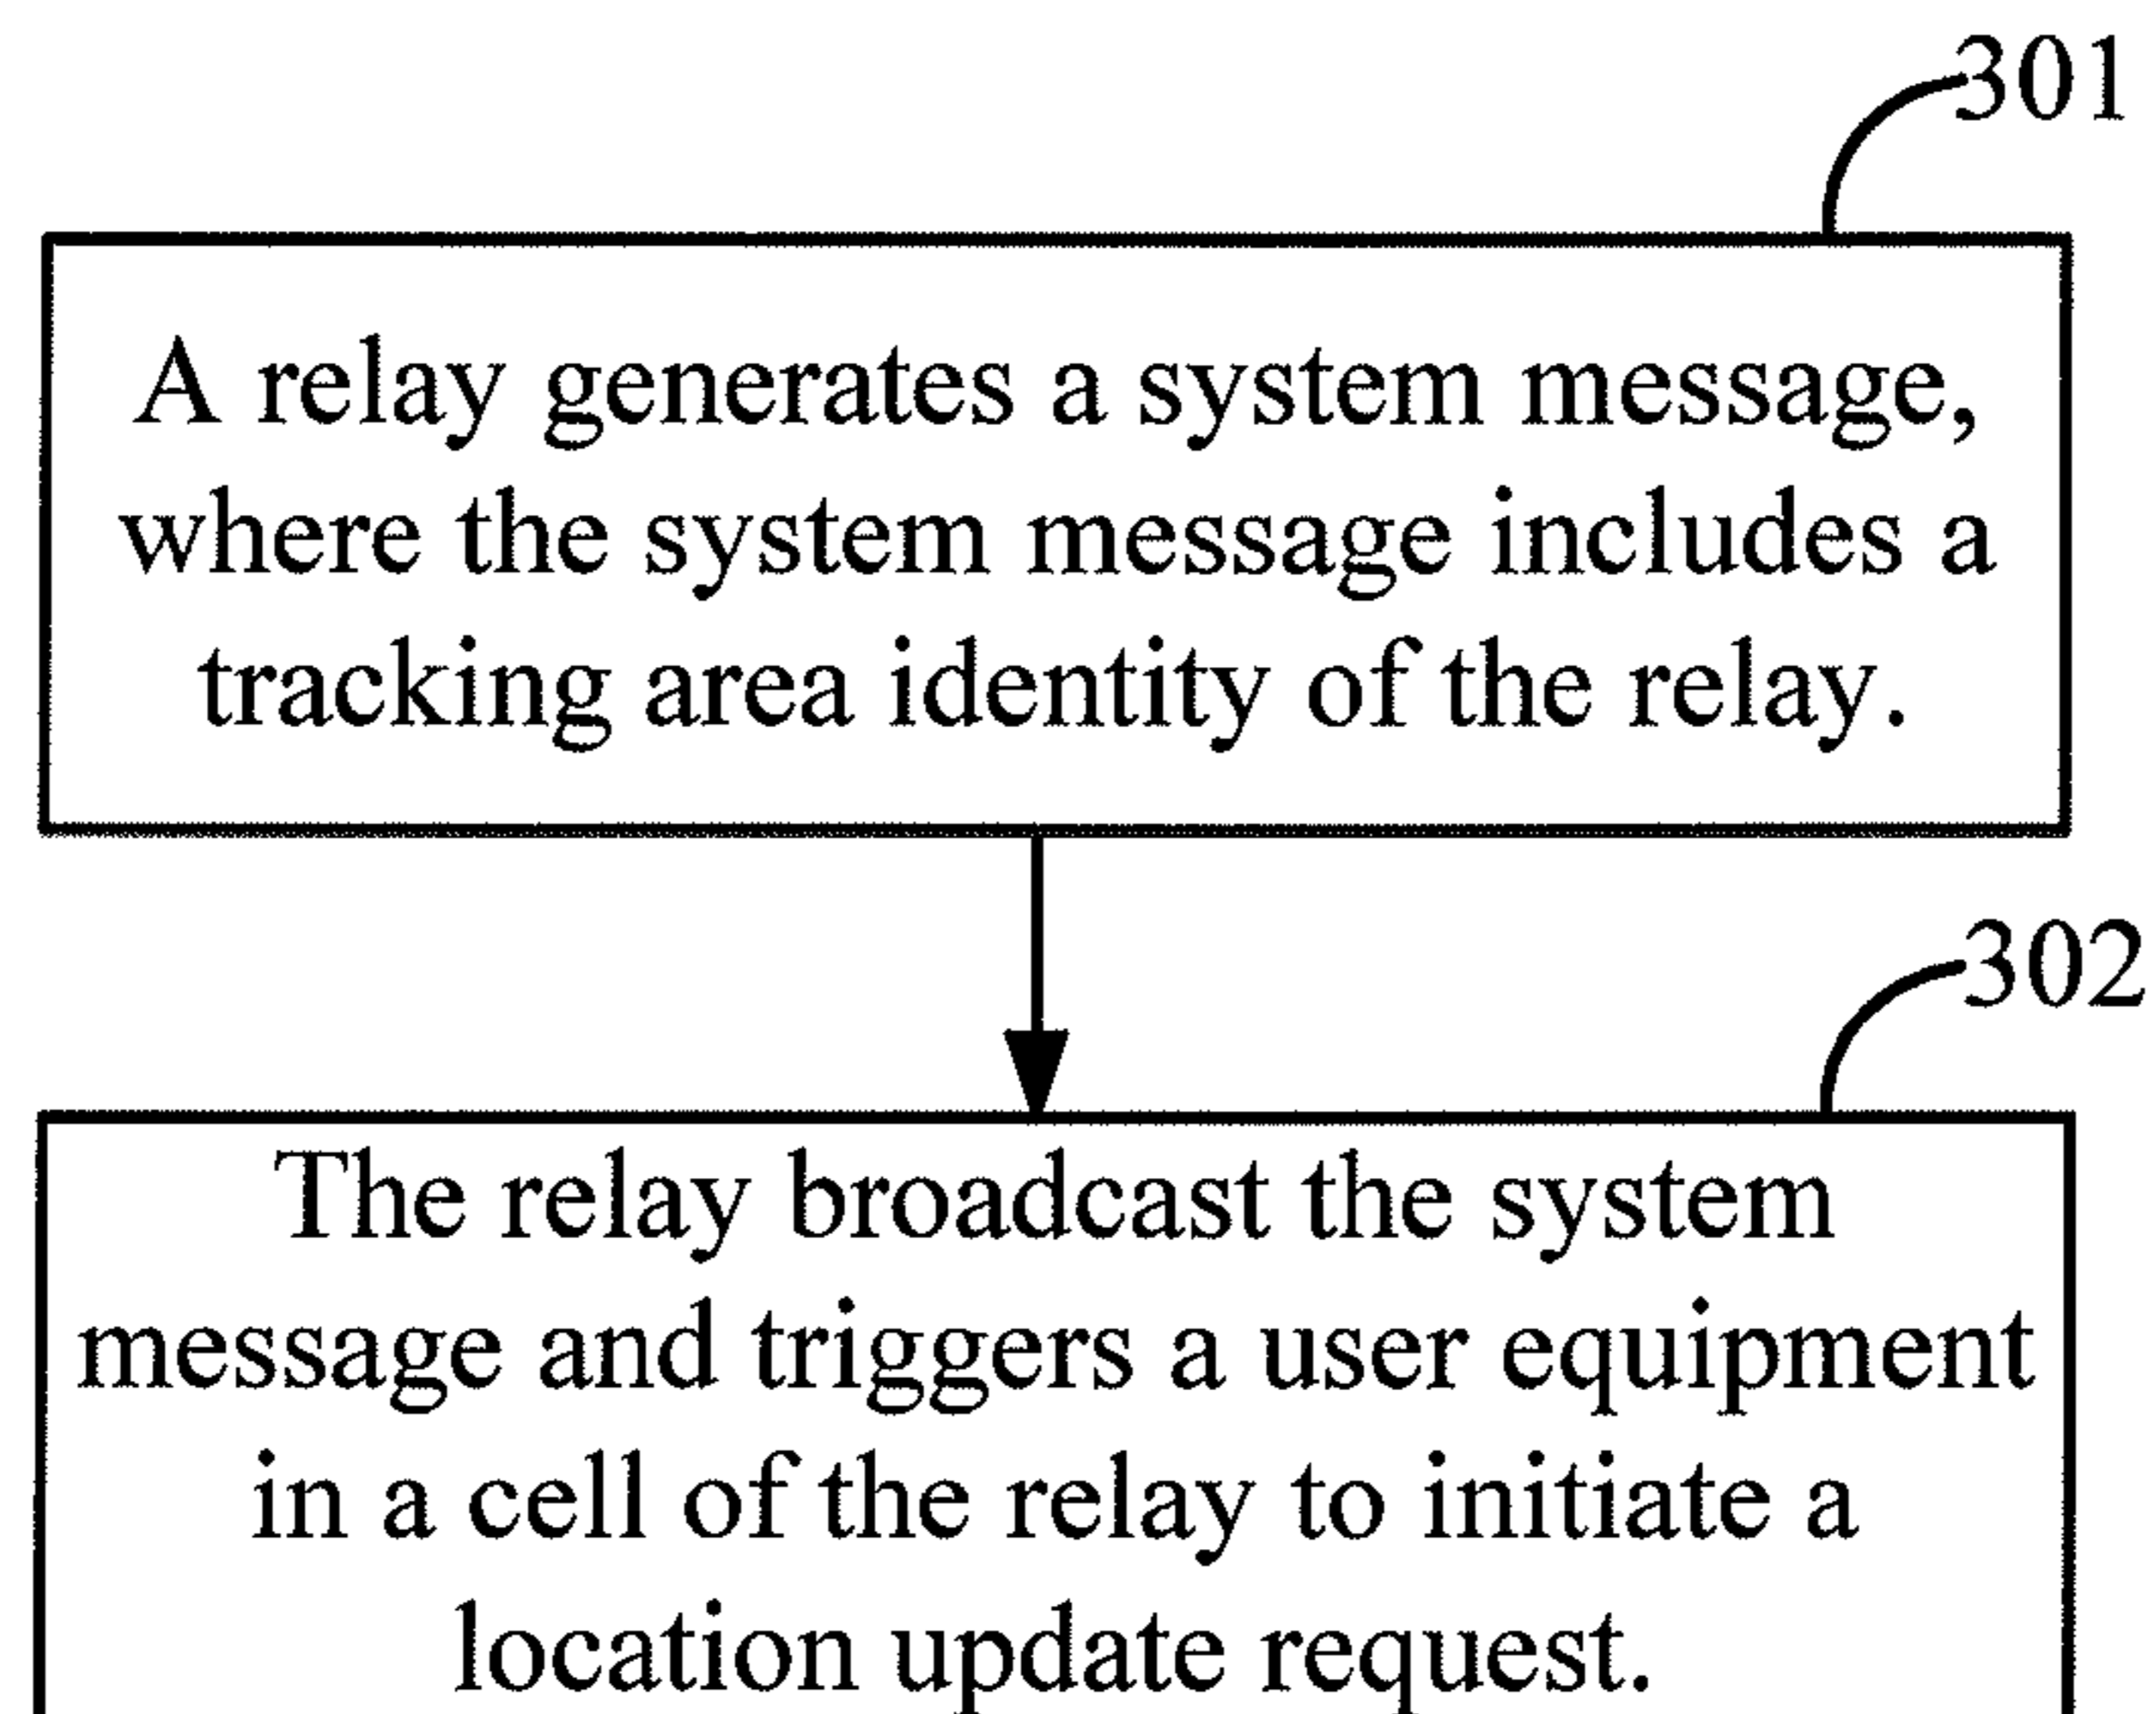 301
A relay generates a system message,
where the system message includes a
tracking area identity of the relay.
302
The relay broadcast the system
message and triggers a user equipment
in a cell of the relay to initiate a
location update request.